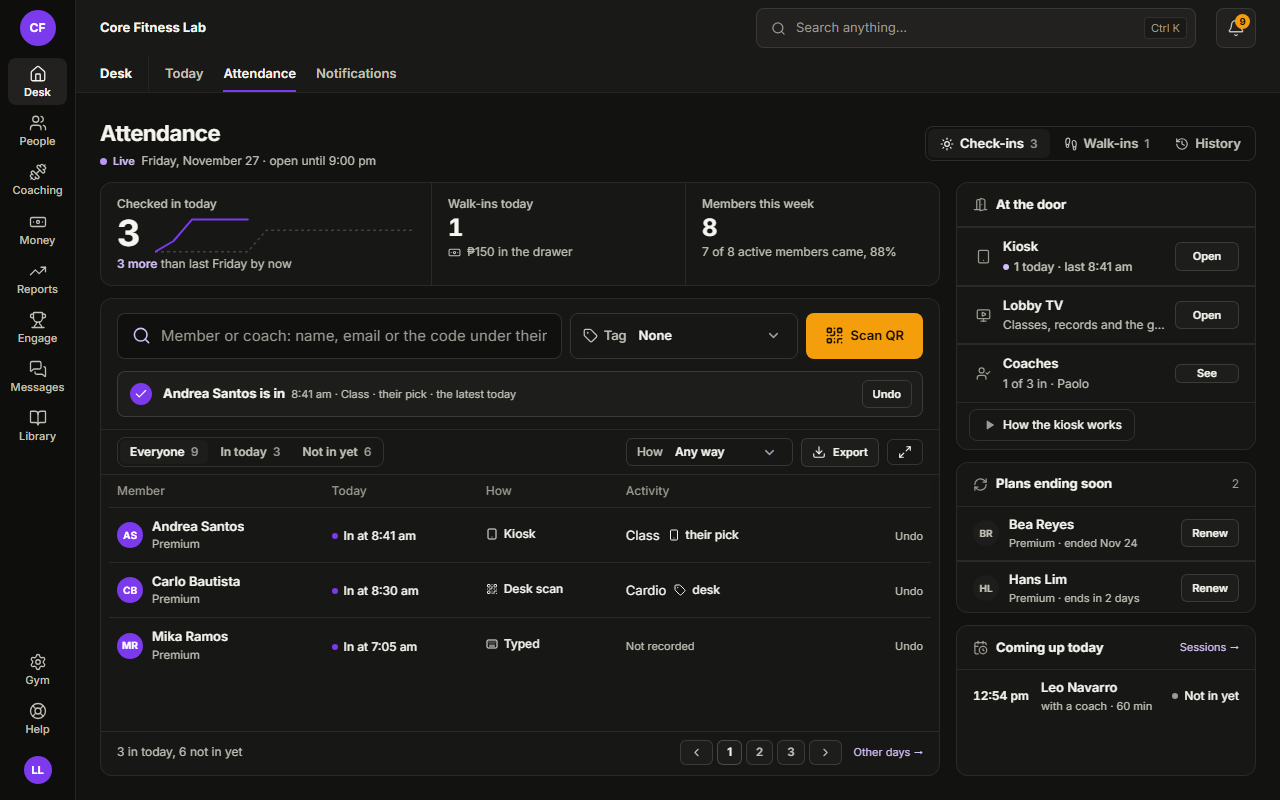 CF
Core Fitness Lab
Search anything...
Ctrl K
9
Desk
People
Coaching
Money
Reports
Engage
Messages
Library
Gym
Help
LL
Desk
Today
Attendance
Notifications
Attendance
Live Friday, November 27 · open until 9:00 pm
Check-ins 3
Walk-ins 1
History
Checked in today
3
3 more than last Friday by now
Walk-ins today
1
₱150 in the drawer
Members this week
8
7 of 8 active members came, 88%
Member or coach: name, email or the code under their
Tag None
Scan QR
Andrea Santos is in 8:41 am · Class · their pick · the latest today
Undo
Everyone 9
In today 3
Not in yet 6
How Any way
Export
Member Today How Activity
AS
Andrea Santos
Premium
In at 8:41 am
Kiosk
Class their pick
Undo
CB
Carlo Bautista
Premium
In at 8:30 am
Desk scan
Cardio desk
Undo
MR
Mika Ramos
Premium
In at 7:05 am
Typed
Not recorded
Undo
3 in today, 6 not in yet
1 2 3
Other days →
At the door
Kiosk
1 today · last 8:41 am
Open
Lobby TV
Classes, records and the g...
Open
Coaches
1 of 3 in · Paolo
See
How the kiosk works
Plans ending soon 2
BR
Bea Reyes
Premium · ended Nov 24
Renew
HL
Hans Lim
Premium · ends in 2 days
Renew
Coming up today
Sessions →
12:54 pm
Leo Navarro
with a coach · 60 min
Not in yet